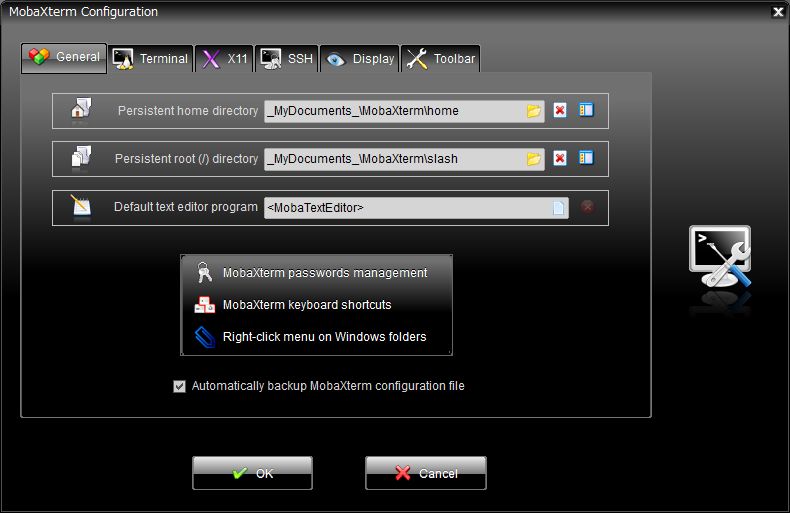 MobaXterm Configuration
General
Terminal
X11
SSH
Display
Toolbar
Persistent home directory
_MyDocuments_\MobaXterm\home
Persistent root (/) directory
_MyDocuments_\MobaXterm\slash
Default text editor program
<MobaTextEditor>
MobaXterm passwords management
MobaXterm keyboard shortcuts
Right-click menu on Windows folders
Automatically backup MobaXterm configuration file
OK
Cancel